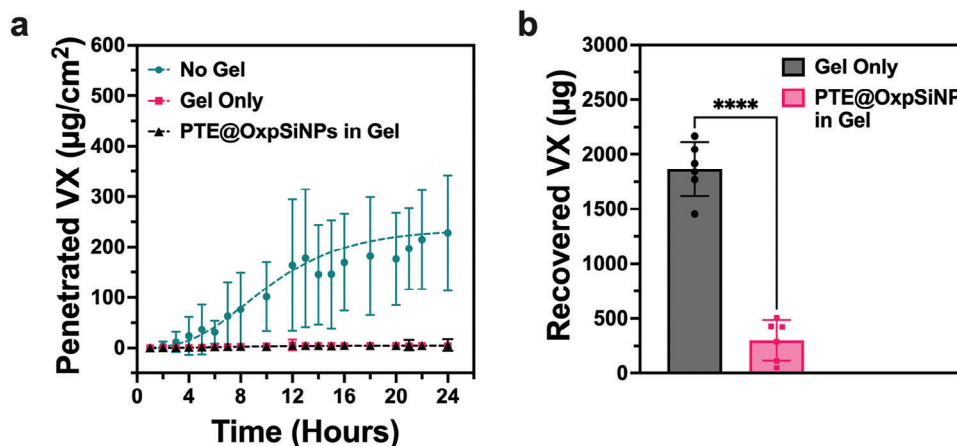 a
600
500
400
300
200
100
0
0
4
8
12
16
20
24
Penetrated VX (µg/cm²)
Time (Hours)
No Gel
Gel Only
PTE@OxpSiNPs in Gel
b
3000
2500
2000
1500
1000
500
0
Recovered VX (µg)
****
Gel Only
PTE@OxpSiNP
in Gel